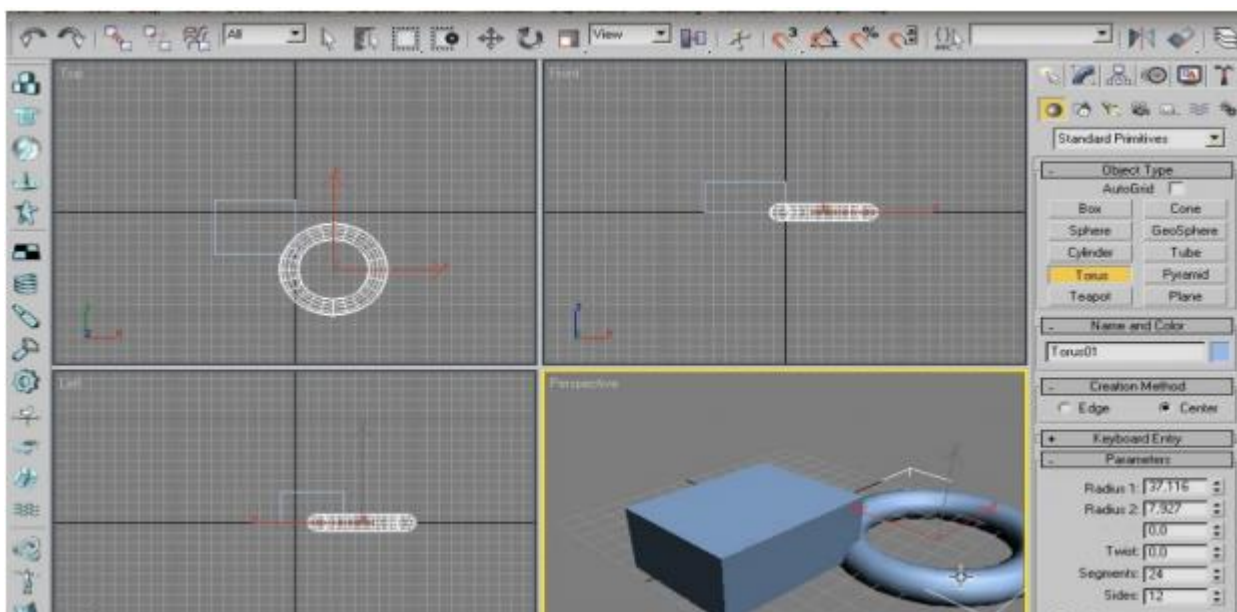 All
View
Top
Front
Left
Perspective
Standard Primitives
- Object Type
AutoGrid
Box Cone
Sphere GeoSphere
Cylinder Tube
Torus Pyramid
Teapot Plane
- Name and Color
Torus01
- Creation Method
Edge Center
+ Keyboard Entry
- Parameters
Radius 1: 37,116
Radius 2: 7,927
0,0
Twist: 0,0
Segments: 24
Sides: 12